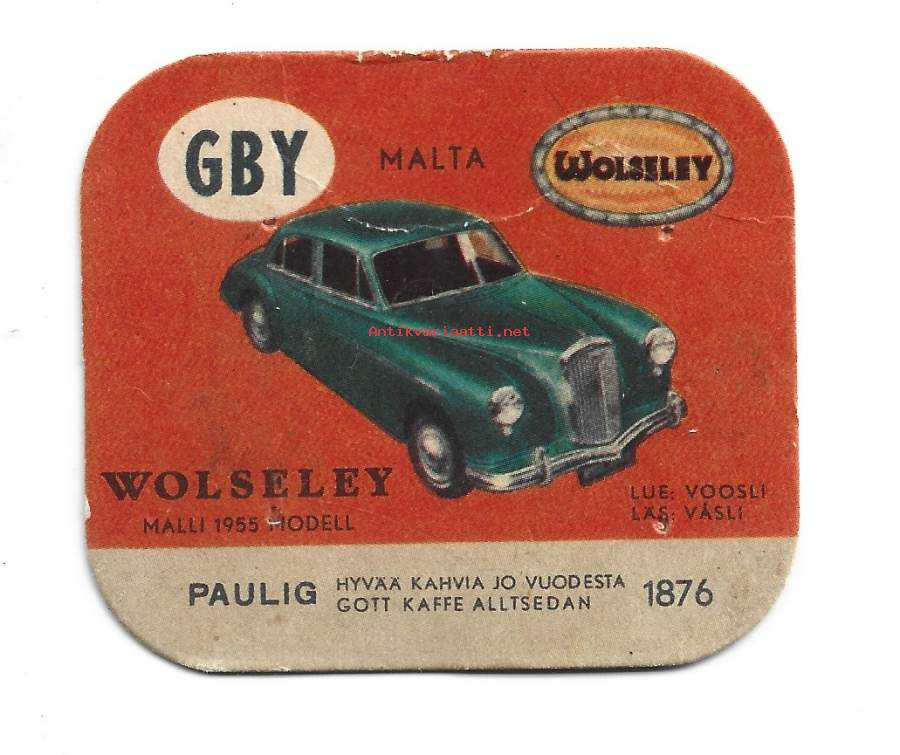 GBY
MALTA
WOLSELEY
Antikvariaatti.net
WOLSELEY
MALLI 1955 MODELL
LUE: VOOSLI
LÄS: VÅSLI
PAULIG
HYVÄÄ KAHVIA JO VUODESTA
GOTT KAFFE ALLTSEDAN
1876